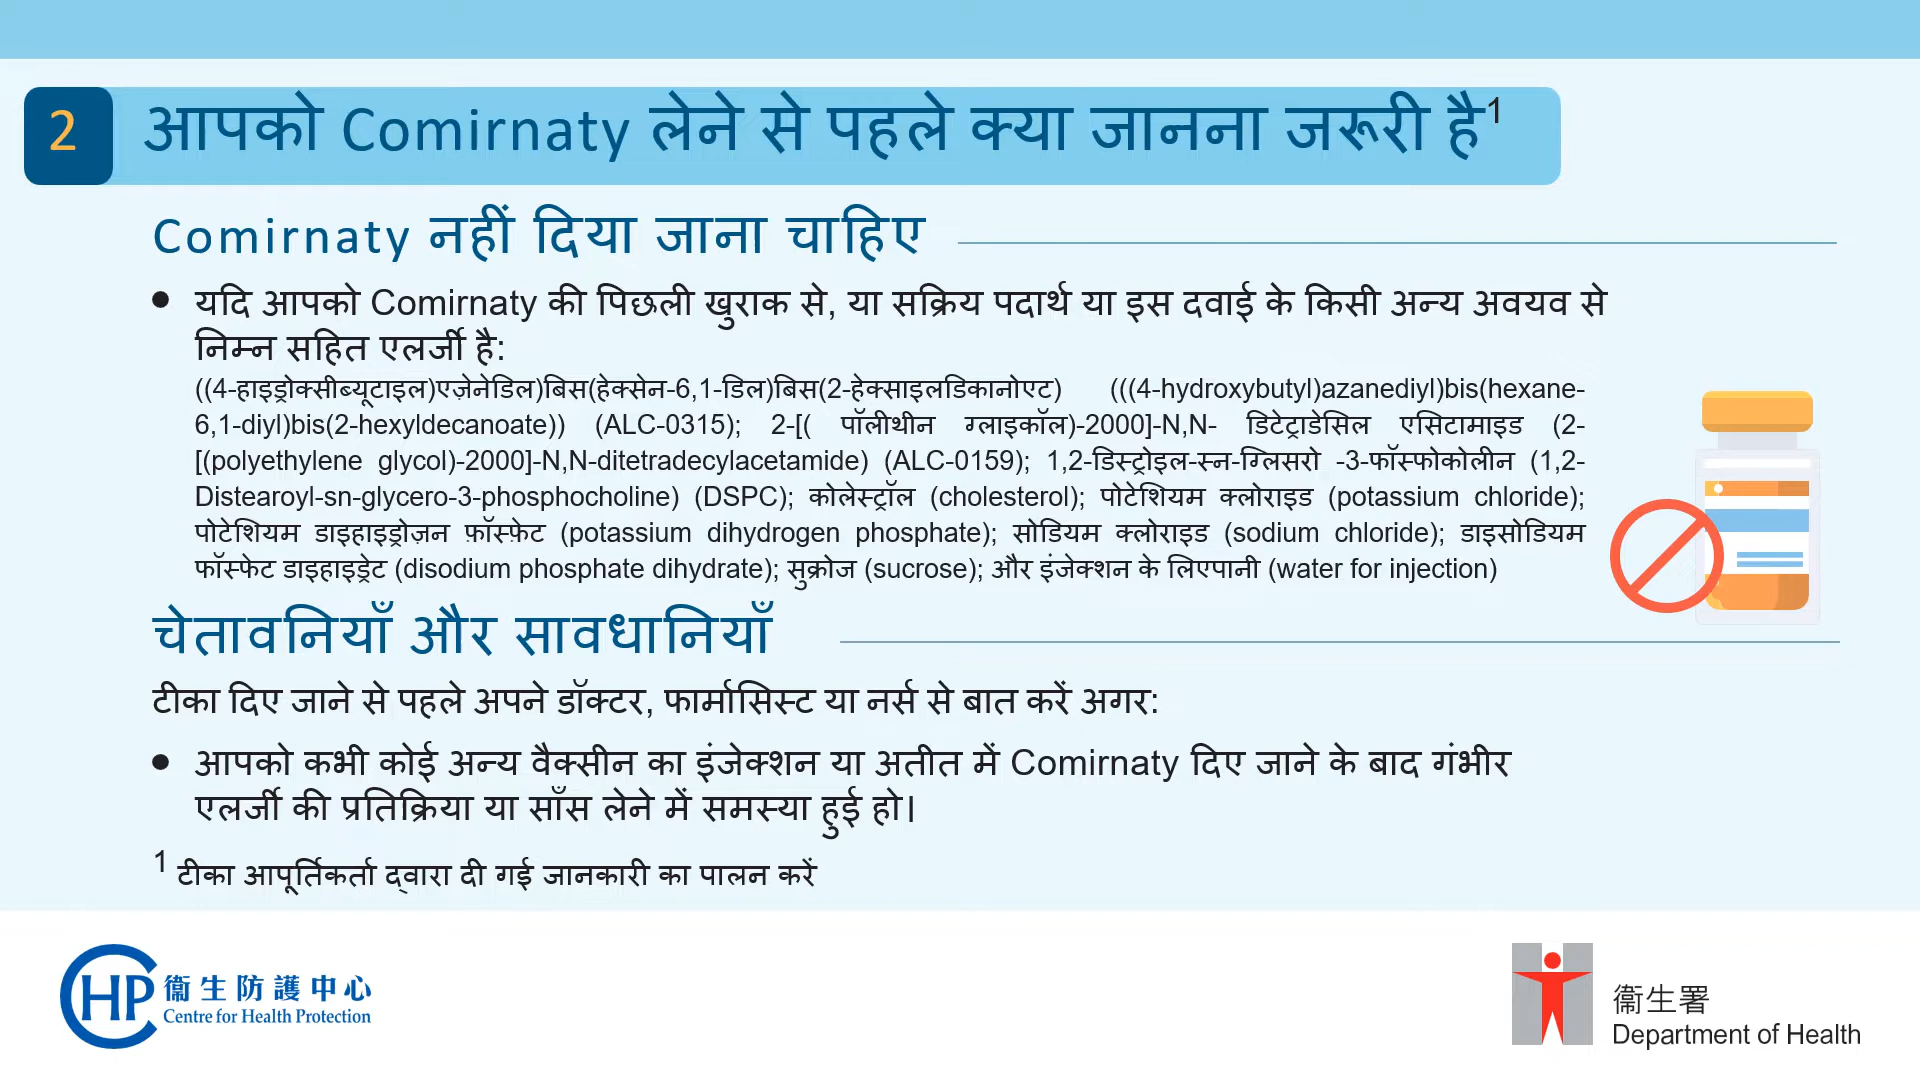 2
आपको Comirnaty लेने से पहले क्या जानना जरूरी है1
Comirnaty नहीं दिया जाना चाहिए
● यदि आपको Comirnaty की पिछली खुराक से, या सक्रिय पदार्थ या इस दवाई के किसी अन्य अवयव से
निम्न सहित एलर्जी है:
((4-हाइड्रोक्सीब्यूटाइल)एज़ेनेडिल)बिस(हेक्सेन-6,1-डिल)बिस(2-हेक्साइलडिकानोएट) (((4-hydroxybutyl)azanediyl)bis(hexane-
6,1-diyl)bis(2-hexyldecanoate)) (ALC-0315); 2-[( पॉलीथीन ग्लाइकॉल)-2000]-N,N- डिटेट्राडेसिल एसिटामाइड (2-
[(polyethylene glycol)-2000]-N,N-ditetradecylacetamide) (ALC-0159); 1,2-डिस्ट्रोइल-स्न-ग्लिसरो -3-फॉस्फोकोलीन (1,2-
Distearoyl-sn-glycero-3-phosphocholine) (DSPC); कोलेस्ट्रॉल (cholesterol); पोटेशियम क्लोराइड (potassium chloride);
पोटेशियम डाइहाइड्रोज़न फ़ॉस्फ़ेट (potassium dihydrogen phosphate); सोडियम क्लोराइड (sodium chloride); डाइसोडियम
फॉस्फेट डाइहाइड्रेट (disodium phosphate dihydrate); सुक्रोज (sucrose); और इंजेक्शन के लिएपानी (water for injection)
चेतावनियाँ और सावधानियाँ
टीका दिए जाने से पहले अपने डॉक्टर, फार्मासिस्ट या नर्स से बात करें अगर:
● आपको कभी कोई अन्य वैक्सीन का इंजेक्शन या अतीत में Comirnaty दिए जाने के बाद गंभीर
एलर्जी की प्रतिक्रिया या साँस लेने में समस्या हुई हो।
1 टीका आपूर्तिकर्ता द्वारा दी गई जानकारी का पालन करें
CHP 衞生防護中心
Centre for Health Protection
衞生署
Department of Health